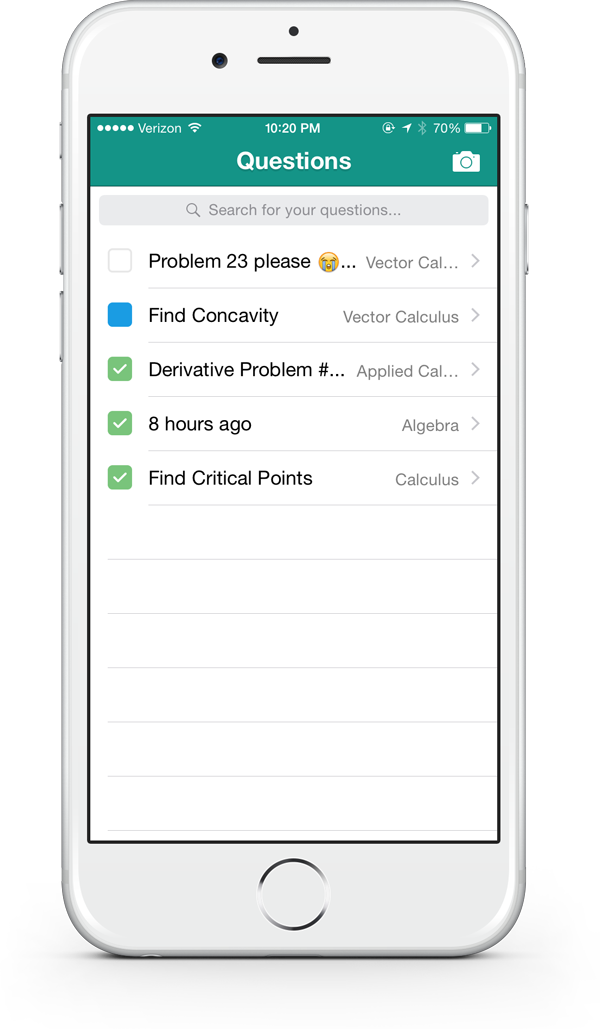 Verizon 10:20 PM 70%
Questions
Search for your questions...
Problem 23 please 😭... Vector Cal...
Find Concavity Vector Calculus
Derivative Problem #... Applied Cal...
8 hours ago Algebra
Find Critical Points Calculus